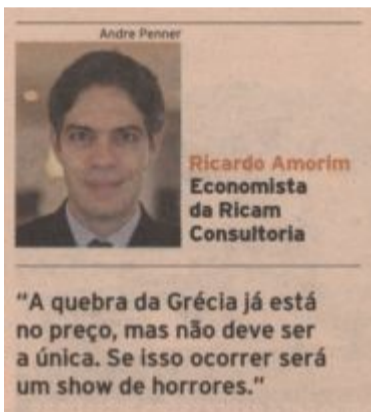 Andre Penner
Ricardo Amorim
Economista
da Ricam
Consultoria
“A quebra da Grécia já está
no preço, mas não deve ser
a única. Se isso ocorrer será
um show de horrores.”